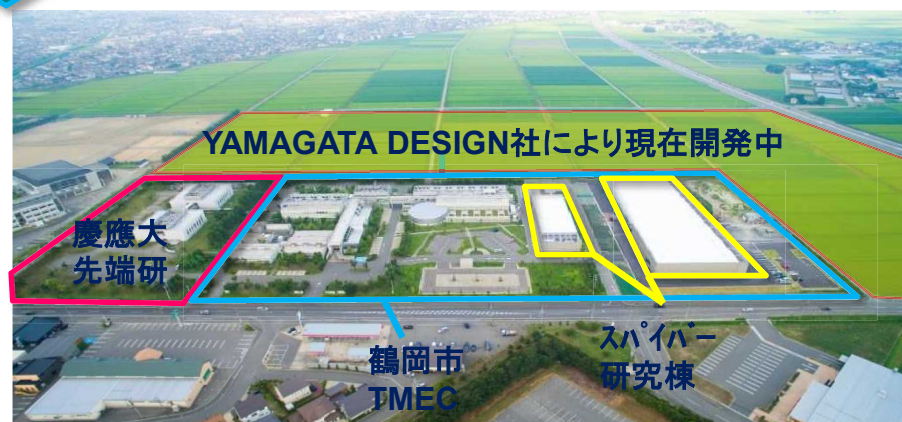 YAMAGATA DESIGN社により現在開発中
慶應大
先端研
鶴岡市
TMEC
スパイバー
研究棟